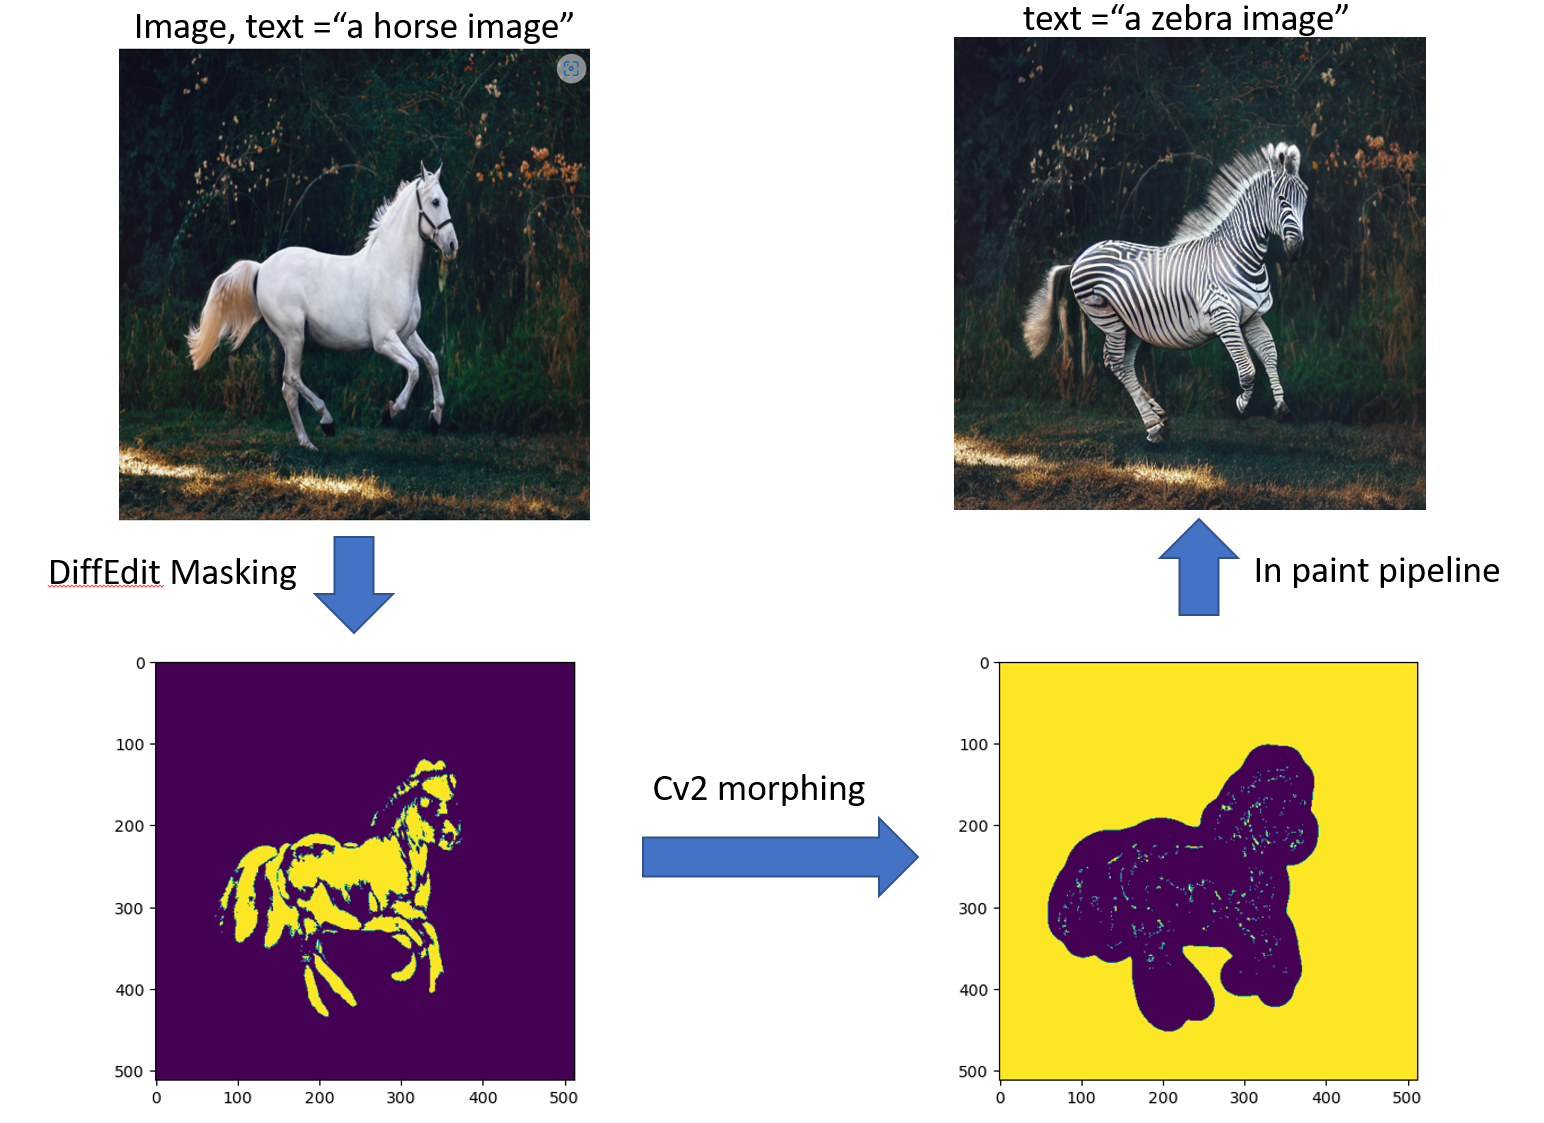 Image, text =“a horse image”
text =“a zebra image”
DiffEdit Masking
In paint pipeline
0
100
200
300
400
500
0 100 200 300 400 500
Cv2 morphing
0
100
200
300
400
500
0 100 200 300 400 500